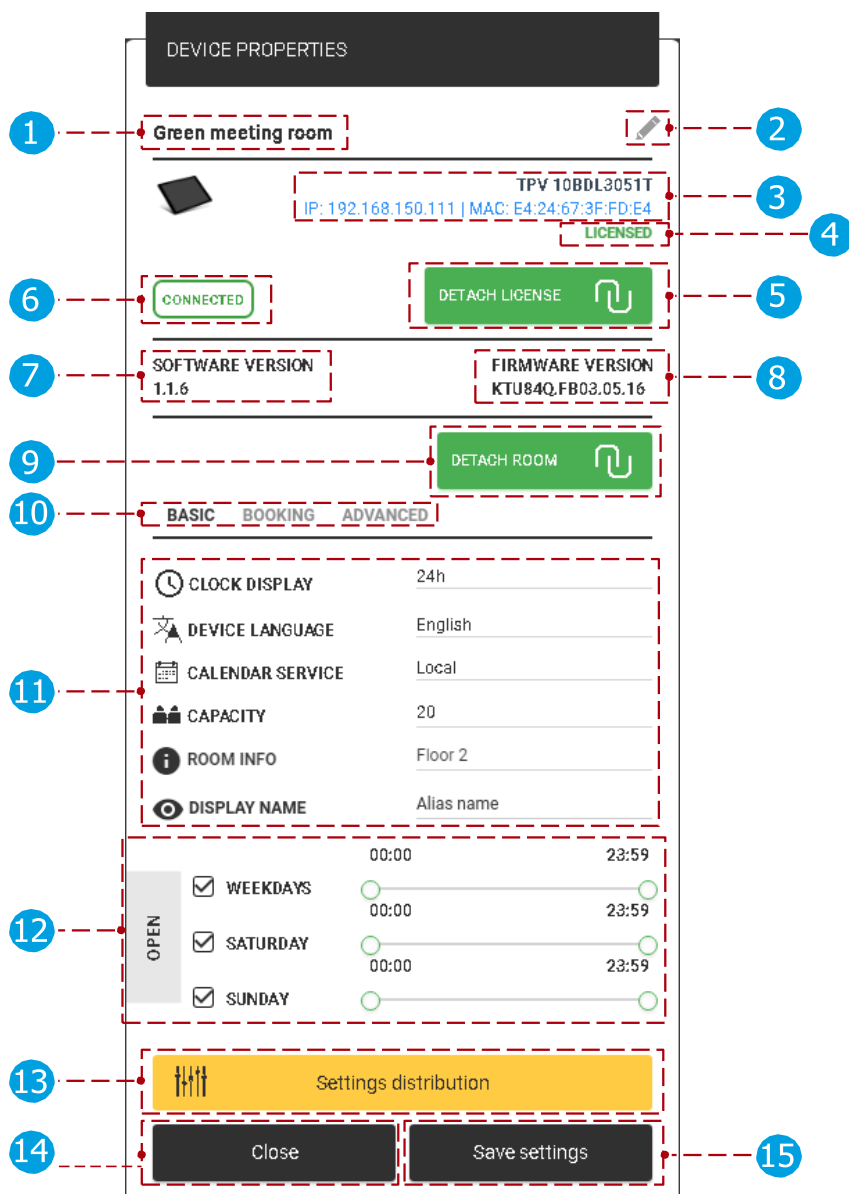 DEVICE PROPERTIES
1
Green meeting room
2
TPV 10BDL3051T
3
IP: 192.168.150.111 | MAC: E4:24:67:3F:FD:E4
LICENSED
4
6
CONNECTED
DETACH LICENSE
5
7
SOFTWARE VERSION
1.1.6
FIRMWARE VERSION
KTU84Q.FB03.05.16
8
9
DETACH ROOM
10
BASIC BOOKING ADVANCED
11
CLOCK DISPLAY 24h
DEVICE LANGUAGE English
CALENDAR SERVICE Local
CAPACITY 20
ROOM INFO Floor 2
DISPLAY NAME Alias name
12
OPEN
00:00 23:59
WEEKDAYS
00:00 23:59
SATURDAY
00:00 23:59
SUNDAY
13
Settings distribution
14
Close
Save settings
15